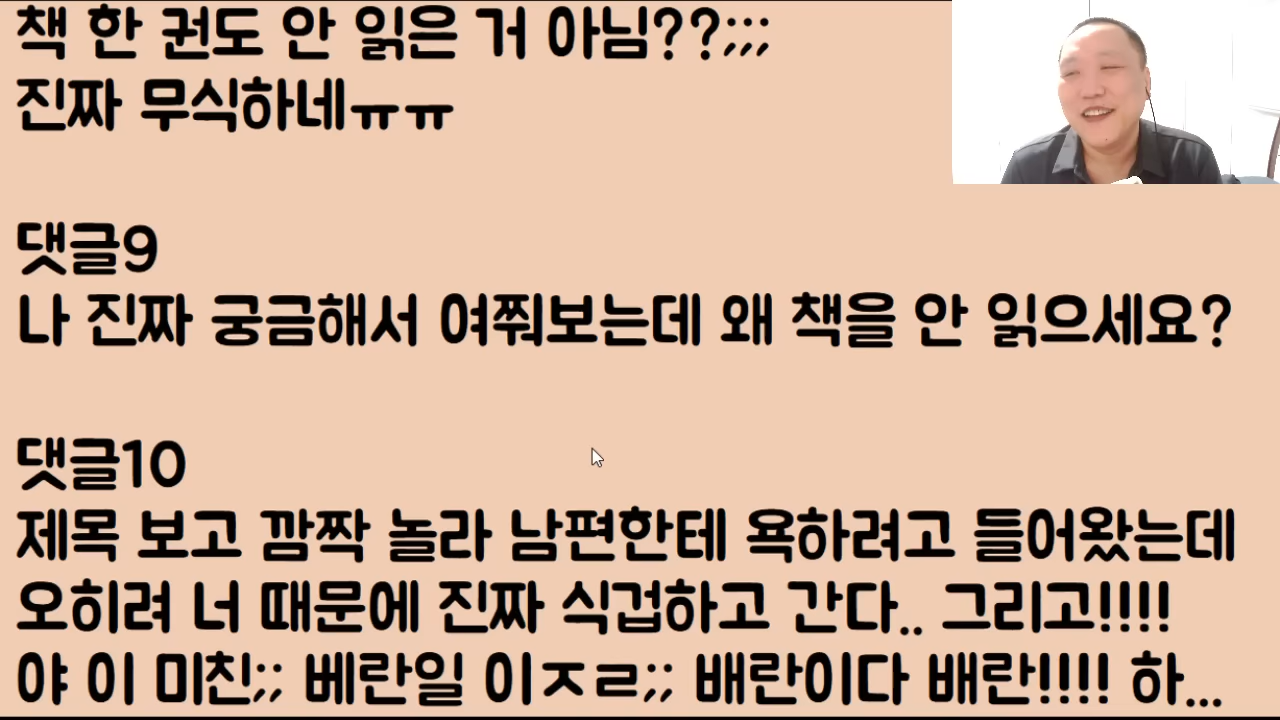 책 한 권도 안 읽은 거 아님??;;;
진짜 무식하네ㅠㅠ
댓글9
나 진짜 궁금해서 여쭤보는데 왜 책을 안 읽으세요?
댓글10
제목 보고 깜짝 놀라 남편한테 욕하려고 들어왔는데
오히려 너 때문에 진짜 식겁하고 간다.. 그리고!!!!
야 이 미친;; 베란일 이ㅈㄹ;; 배란이다 배란!!!! 하...